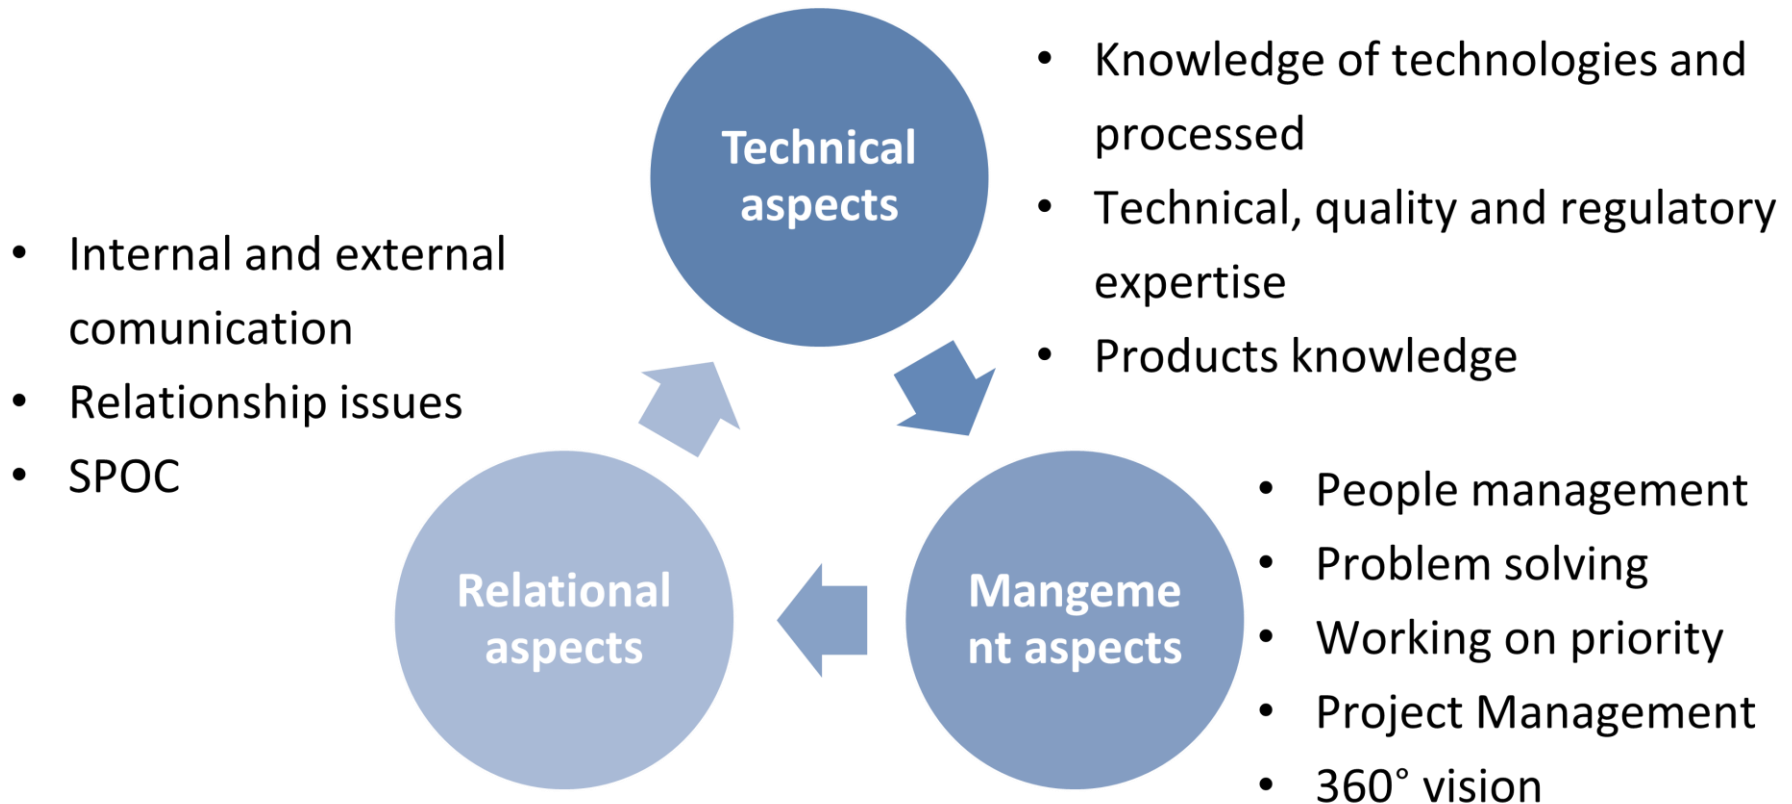 Technical
aspects
• Knowledge of technologies and
processed
• Technical, quality and regulatory
expertise
• Products knowledge
• Internal and external
comunication
• Relationship issues
• SPOC
Relational
aspects
Mangeme
nt aspects
• People management
• Problem solving
• Working on priority
• Project Management
• 360° vision